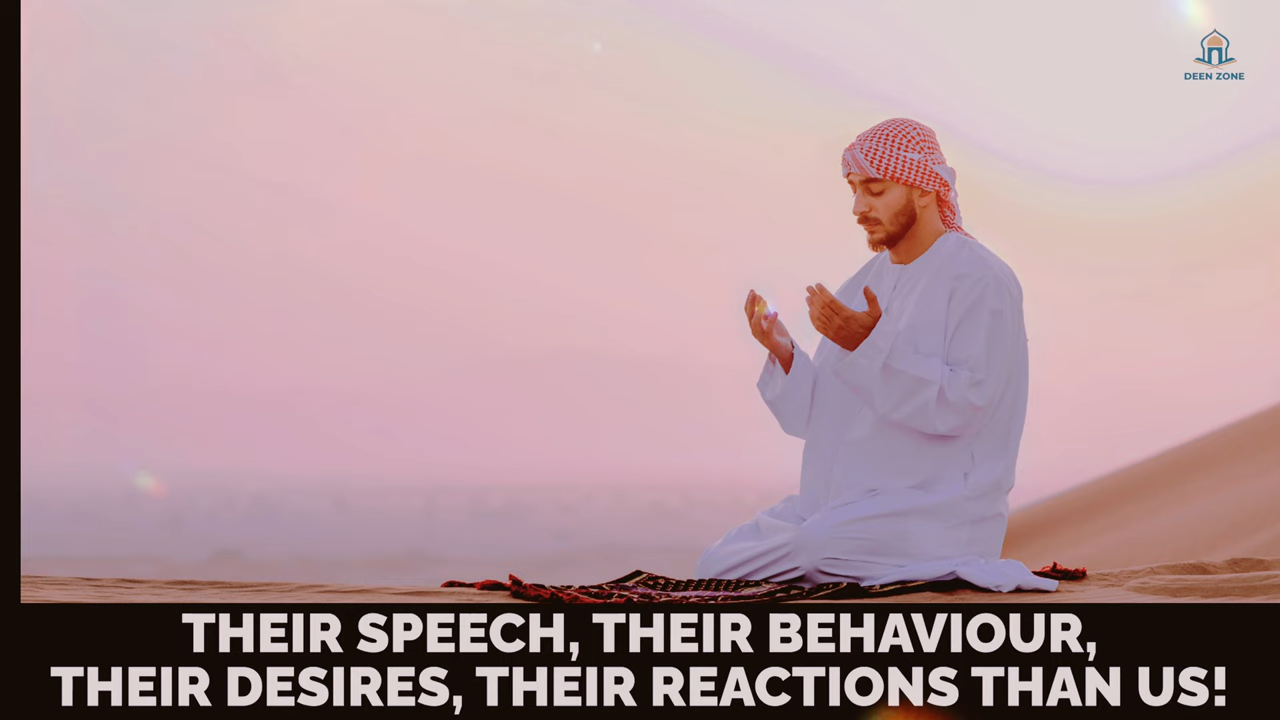 DEEN ZONE
THEIR SPEECH, THEIR BEHAVIOUR,
THEIR DESIRES, THEIR REACTIONS THAN US!